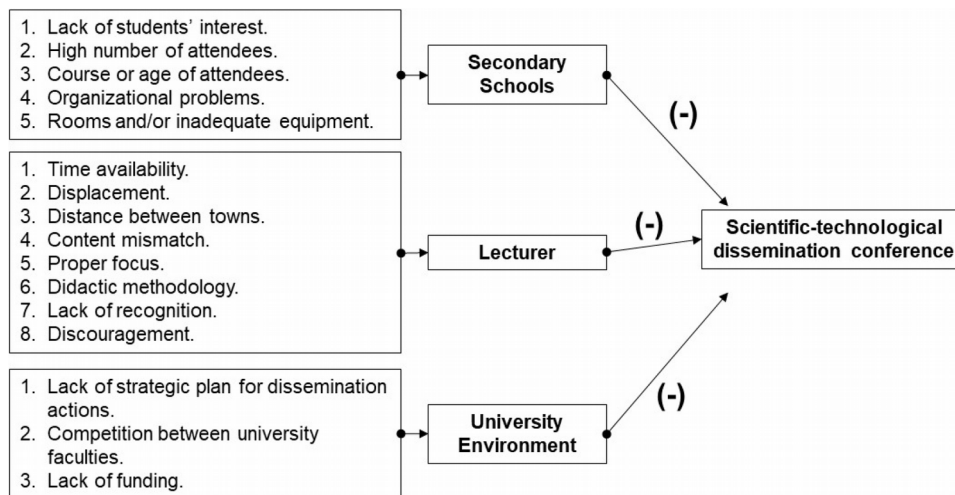 1. Lack of students' interest.
2. High number of attendees.
3. Course or age of attendees.
4. Organizational problems.
5. Rooms and/or inadequate equipment.
Secondary
Schools
(-)
1. Time availability.
2. Displacement.
3. Distance between towns.
4. Content mismatch.
5. Proper focus.
6. Didactic methodology.
7. Lack of recognition.
8. Discouragement.
Lecturer
(-)
Scientific-technological
dissemination conference
1. Lack of strategic plan for dissemination
actions.
2. Competition between university
faculties.
3. Lack of funding.
University
Environment
(-)